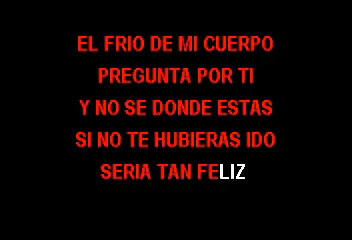 EL FRIO DE MI CUERPO
PREGUNTA POR TI
Y NO SE DONDE ESTAS
SI NO TE HUBIERAS IDO
SERIA TAN FELIZ